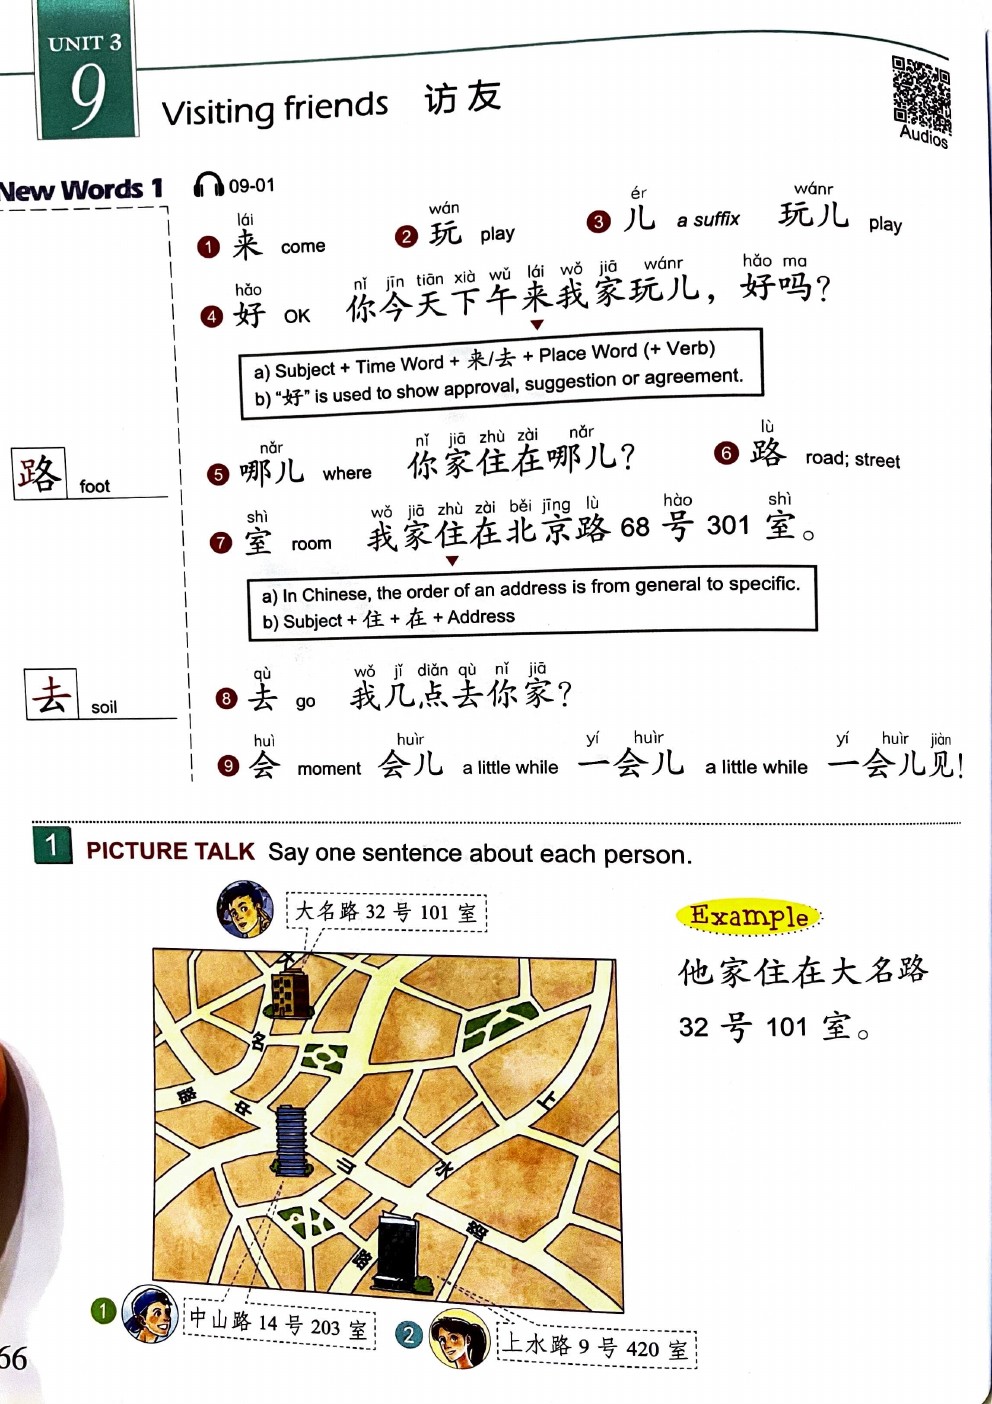 UNIT 3
9
Visiting friends 访友
Audios
New Words 1 09-01
lái
1 来 come
wán
2 玩 play
ér wánr
3 儿 a suffix 玩儿 play
hǎo nǐ jīn tiān xià wǔ lái wǒ jiā wánr hǎo ma
4 好 OK 你今天下午来我家玩儿，好吗？
a) Subject + Time Word + 来/去 + Place Word (+ Verb)
b) “好” is used to show approval, suggestion or agreement.
路 foot
nǎr nǐ jiā zhù zài nǎr
5 哪儿 where 你家住在哪儿？
lù
6 路 road; street
shì wǒ jiā zhù zài běi jīng lù hào shì
7 室 room 我家住在北京路 68 号 301 室。
a) In Chinese, the order of an address is from general to specific.
b) Subject + 住 + 在 + Address
去 soil
qù wǒ jǐ diǎn qù nǐ jiā
8 去 go 我几点去你家？
huì huìr yí huìr yí huìr jiàn
9 会 moment 会儿 a little while 一会儿 a little while 一会儿见！
1 PICTURE TALK Say one sentence about each person.
大名路 32 号 101 室
Example
他家住在大名路
32 号 101 室。
大
名
路
中
山
路
上
水
路
1 中山路 14 号 203 室
2 上水路 9 号 420 室
66